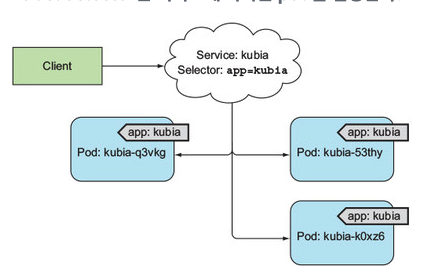 Client
Service: kubia
Selector: app=kubia
app: kubia
Pod: kubia-q3vkg
app: kubia
Pod: kubia-53thy
app: kubia
Pod: kubia-k0xz6